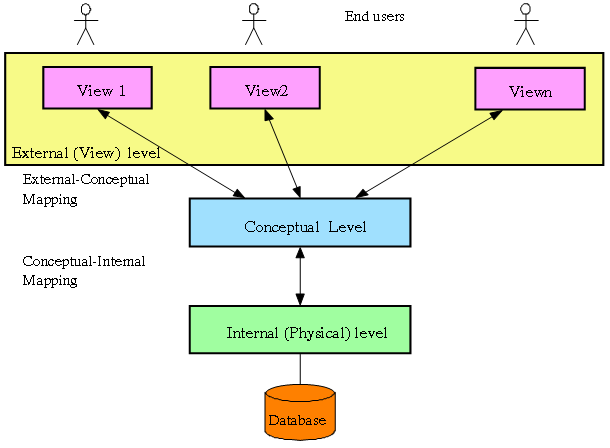 End users
View 1
View2
Viewn
External (View) level
External-Conceptual
Mapping
Conceptual Level
Conceptual-Internal
Mapping
Internal (Physical) level
Database